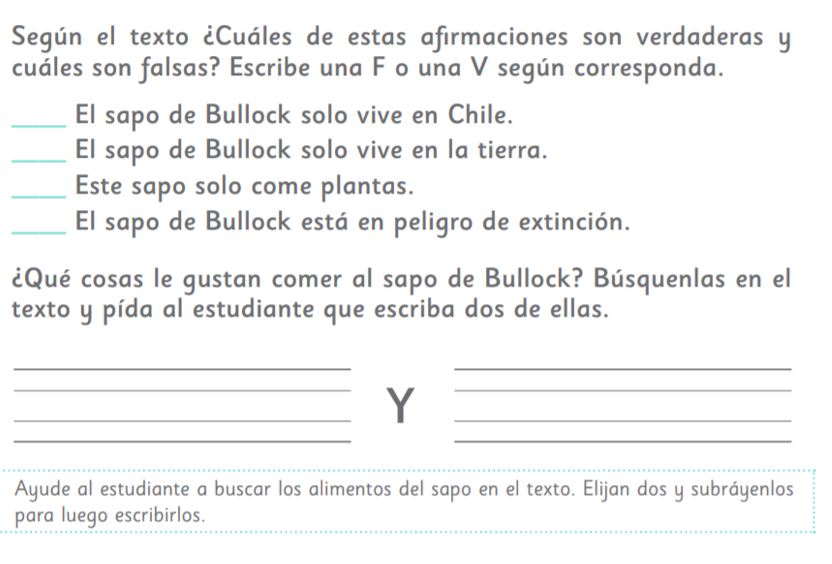 Según el texto ¿Cuáles de estas afirmaciones son verdaderas y
cuáles son falsas? Escribe una F o una V según corresponda.
____ El sapo de Bullock solo vive en Chile.
____ El sapo de Bullock solo vive en la tierra.
____ Este sapo solo come plantas.
____ El sapo de Bullock está en peligro de extinción.
¿Qué cosas le gustan comer al sapo de Bullock? Búsquenlas en el
texto y pída al estudiante que escriba dos de ellas.
Y
Ayude al estudiante a buscar los alimentos del sapo en el texto. Elijan dos y subráyenlos
para luego escribirlos.